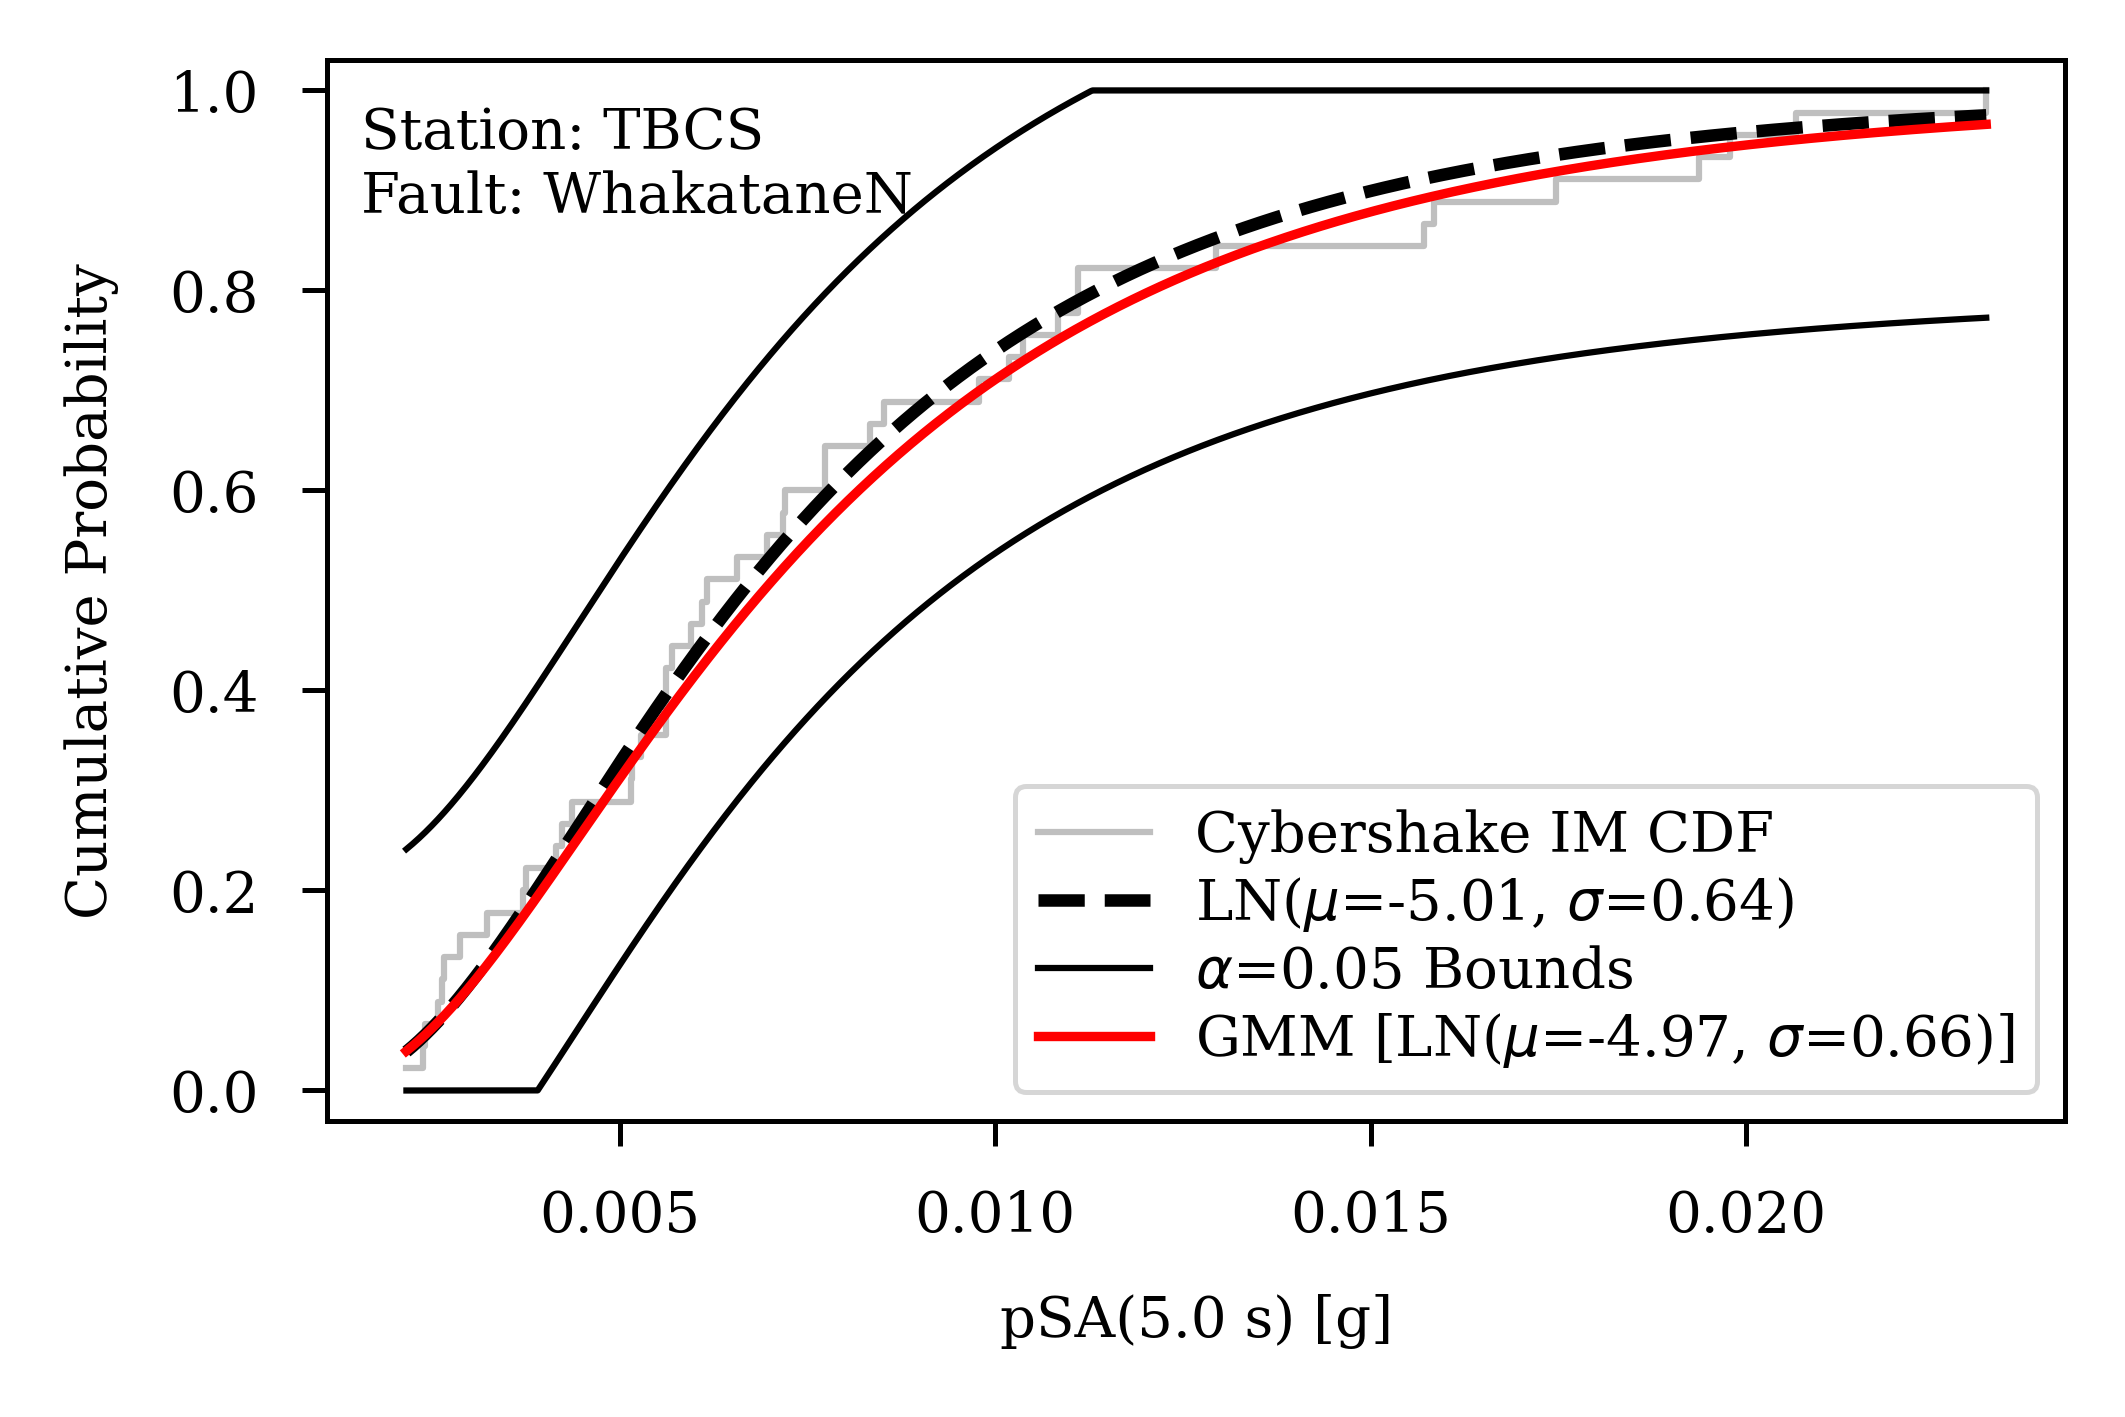 Station: TBCS
Fault: WhakataneN
Cumulative Probability
1.0
0.8
0.6
0.4
0.2
0.0
Cybershake IM CDF
LN(μ=-5.01, σ=0.64)
α=0.05 Bounds
GMM [LN(μ=-4.97, σ=0.66)]
0.005 0.010 0.015 0.020
pSA(5.0 s) [g]